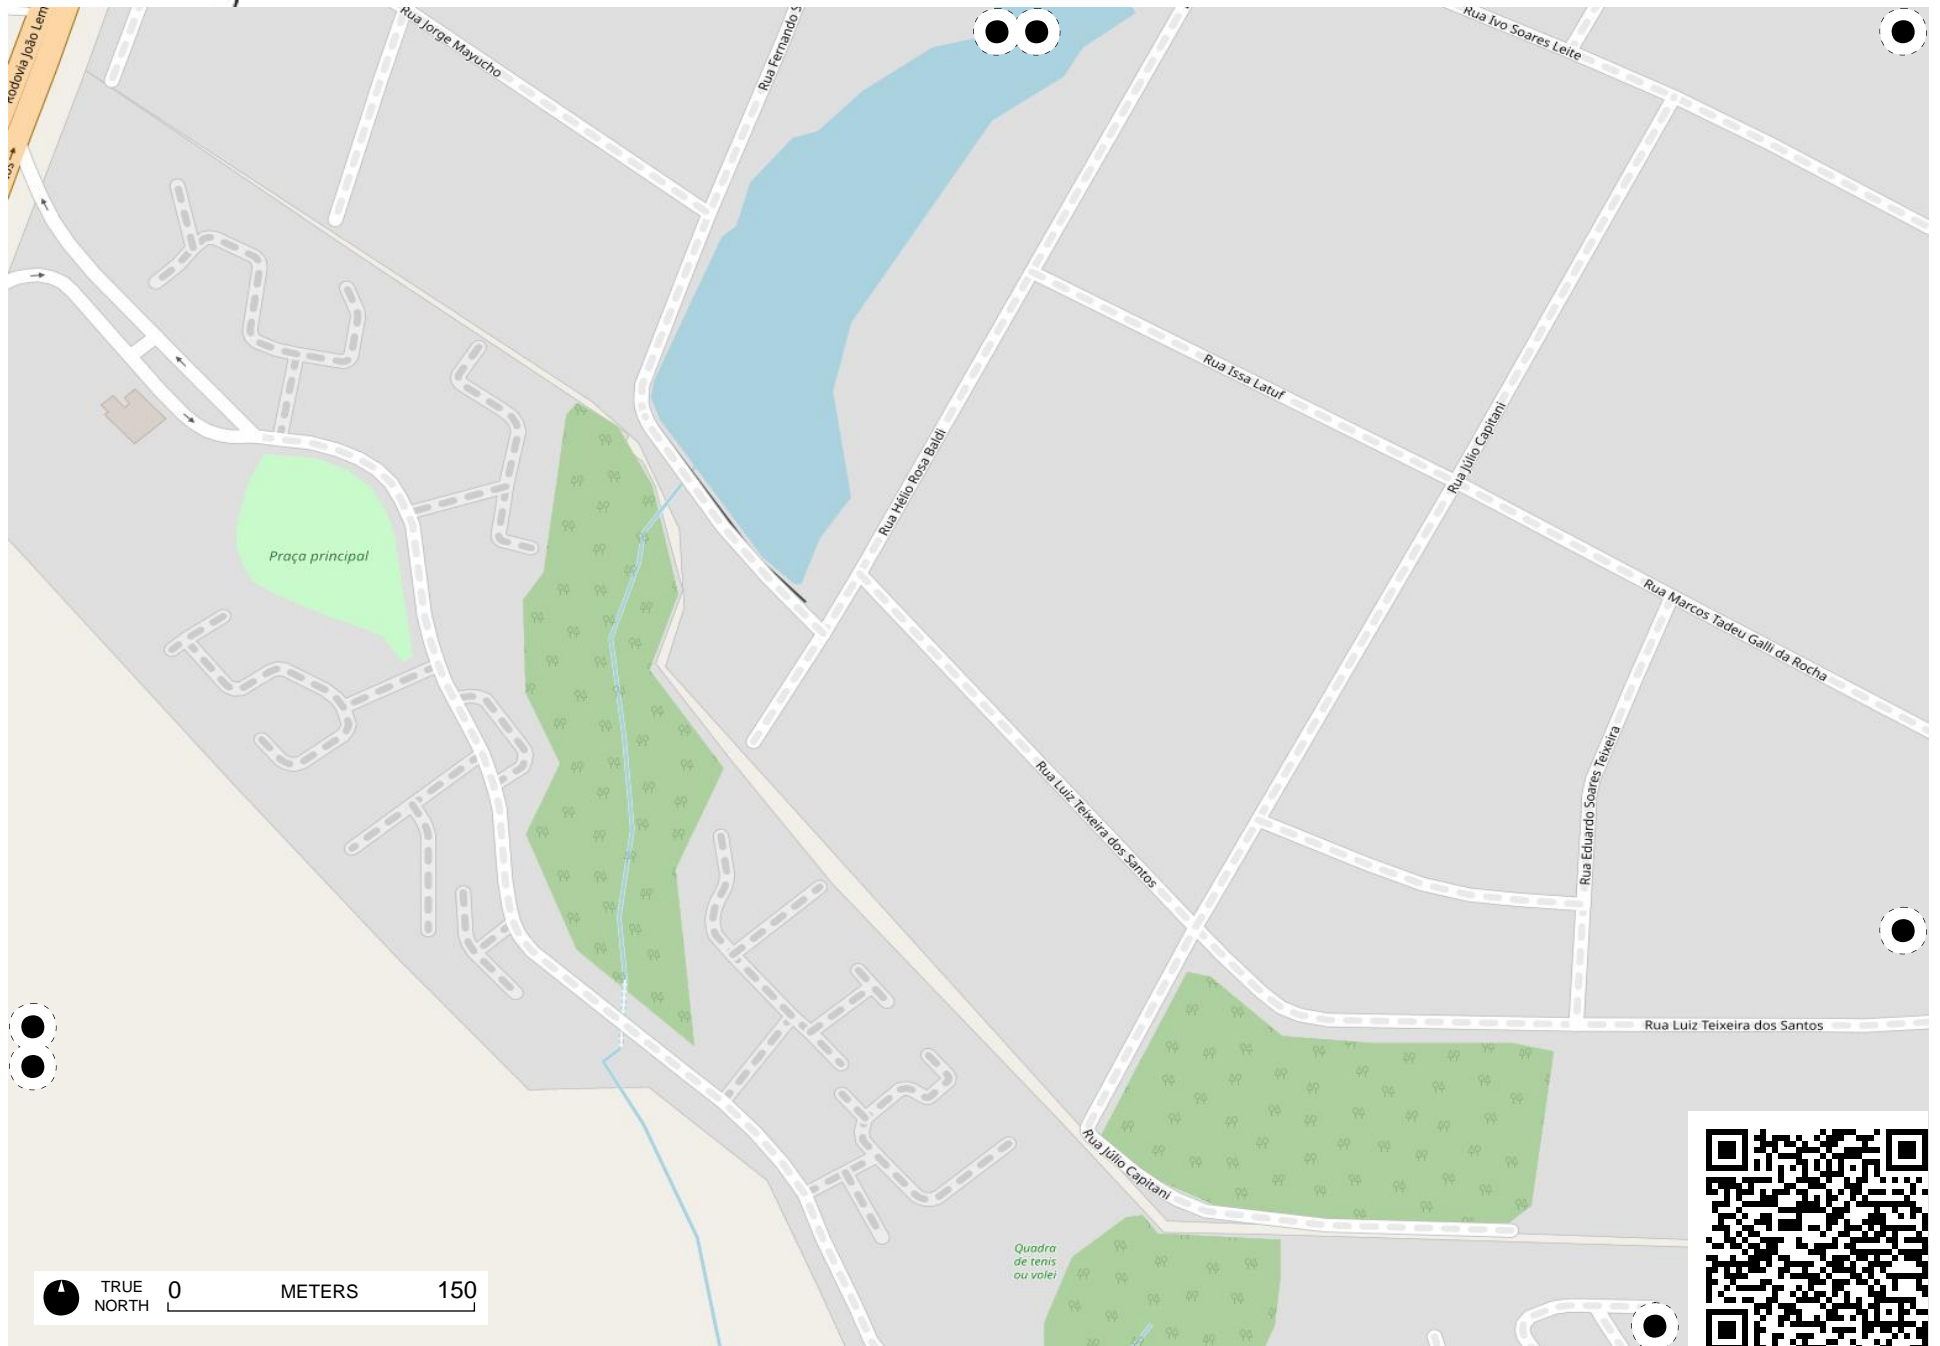 Rodovia João Lem
Rua Jorge Mayucho
Rua Fernando S
Rua Ivo Soares Leite
Rua Issa Latuf
Rua Júlio Capitani
Rua Hélio Rosa Baldi
Praça principal
Rua Marcos Tadeu Galli da Rocha
Rua Luiz Teixeira dos Santos
Rua Eduardo Soares Teixeira
Rua Luiz Teixeira dos Santos
Rua Júlio Capitani
Quadra
de tenis
ou volei
TRUE
NORTH
0 METERS 150